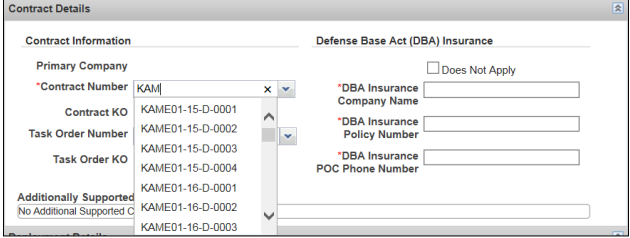 Contract Details
Contract Information
Defense Base Act (DBA) Insurance
Primary Company
Does Not Apply
*Contract Number KAM
*DBA Insurance
Company Name
Contract KO
KAME01-15-D-0001
KAME01-15-D-0002
*DBA Insurance
Policy Number
Task Order Number
KAME01-15-D-0003
Task Order KO
KAME01-15-D-0004
*DBA Insurance
POC Phone Number
KAME01-16-D-0001
Additionally Supported
KAME01-16-D-0002
No Additional Supported C
KAME01-16-D-0003
Deployment Details